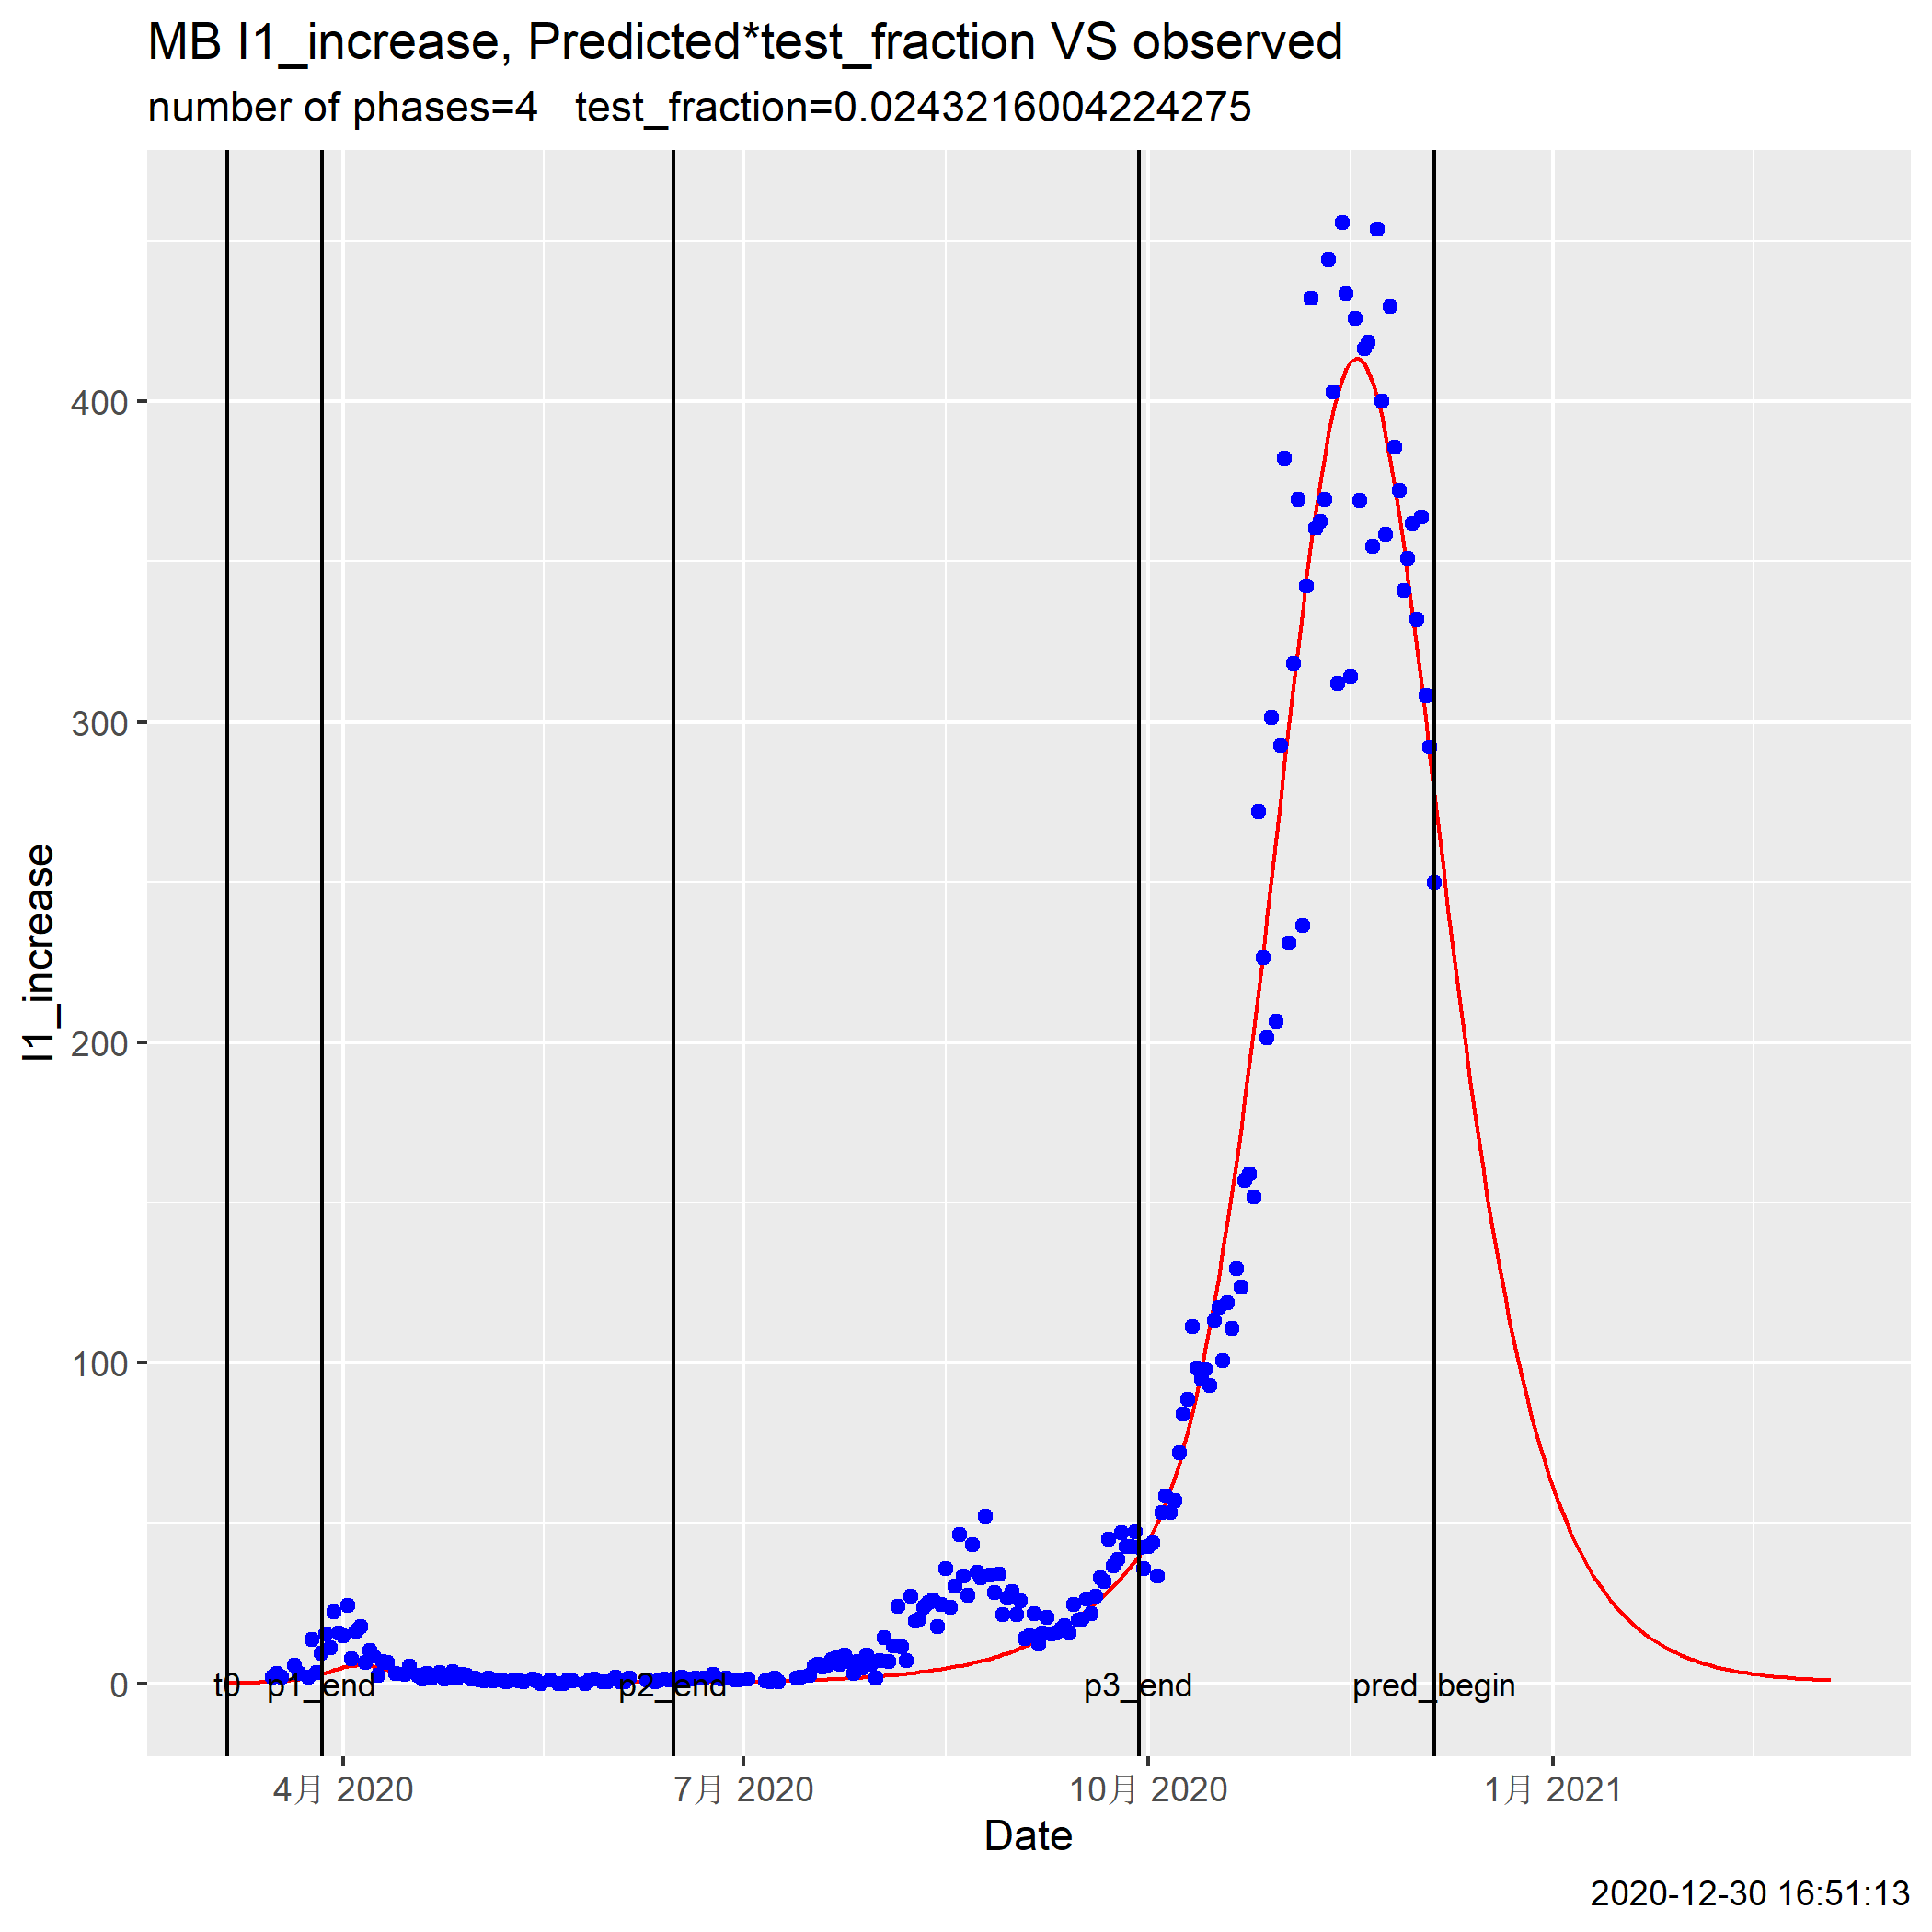 MB I1_increase, Predicted*test_fraction VS observed
number of phases=4 test_fraction=0.0243216004224275
I1_increase
400
300
200
100
0
t0 p1_end p2_end p3_end pred_begin
4月 2020 7月 2020 10月 2020 1月 2021
Date
2020-12-30 16:51:13